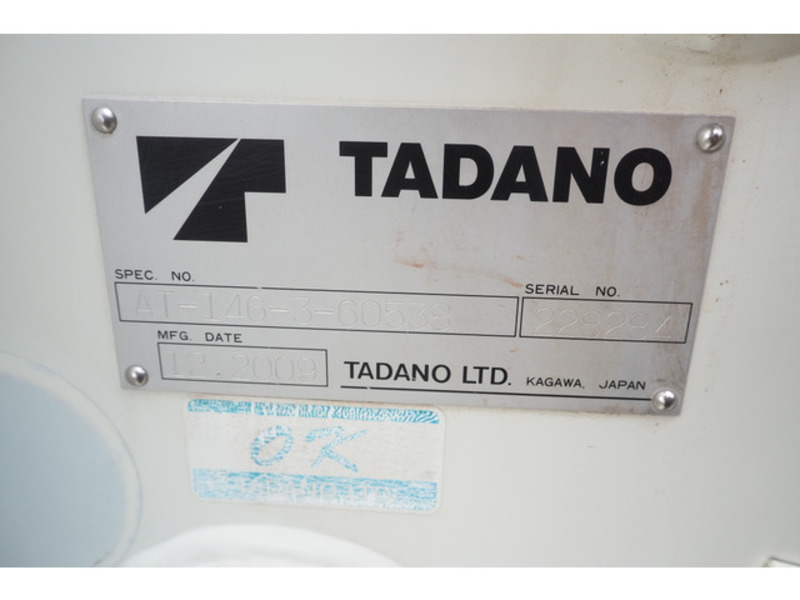 TADANO
SPEC. NO.
AT-146-3-60538
SERIAL NO.
228284
MFG. DATE
12.2009
TADANO LTD. KAGAWA, JAPAN
OK